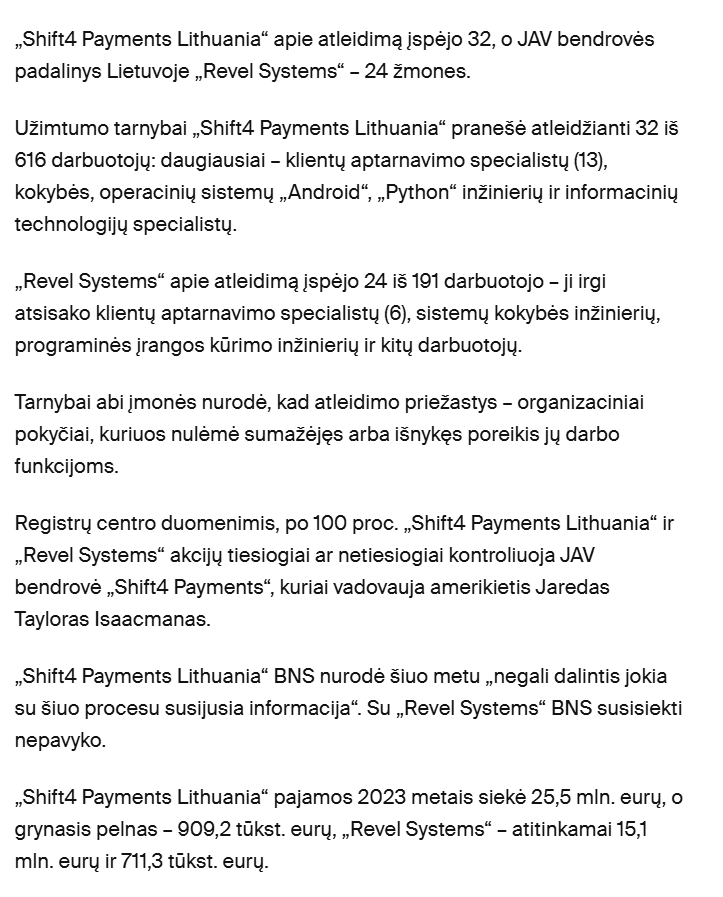 „Shift4 Payments Lithuania“ apie atleidimą įspėjo 32, o JAV bendrovės
padalinys Lietuvoje „Revel Systems“ – 24 žmones.
Užimtumo tarnybai „Shift4 Payments Lithuania“ pranešė atleidžianti 32 iš
616 darbuotojų: daugiausiai – klientų aptarnavimo specialistų (13),
kokybės, operacinių sistemų „Android“, „Python“ inžinierių ir informacinių
technologijų specialistų.
„Revel Systems“ apie atleidimą įspėjo 24 iš 191 darbuotojo – ji irgi
atsisako klientų aptarnavimo specialistų (6), sistemų kokybės inžinierių,
programinės įrangos kūrimo inžinierių ir kitų darbuotojų.
Tarnybai abi įmonės nurodė, kad atleidimo priežastys – organizaciniai
pokyčiai, kuriuos nulėmė sumažėjęs arba išnykęs poreikis jų darbo
funkcijoms.
Registrų centro duomenimis, po 100 proc. „Shift4 Payments Lithuania“ ir
„Revel Systems“ akcijų tiesiogiai ar netiesiogiai kontroliuoja JAV
bendrovė „Shift4 Payments“, kuriai vadovauja amerikietis Jaredas
Tayloras Isaacmanas.
„Shift4 Payments Lithuania“ BNS nurodė šiuo metu „negali dalintis jokia
su šiuo procesu susijusia informacija“. Su „Revel Systems“ BNS susisiekti
nepavyko.
„Shift4 Payments Lithuania“ pajamos 2023 metais siekė 25,5 mln. eurų, o
grynasis pelnas – 909,2 tūkst. eurų, „Revel Systems“ – atitinkamai 15,1
mln. eurų ir 711,3 tūkst. eurų.